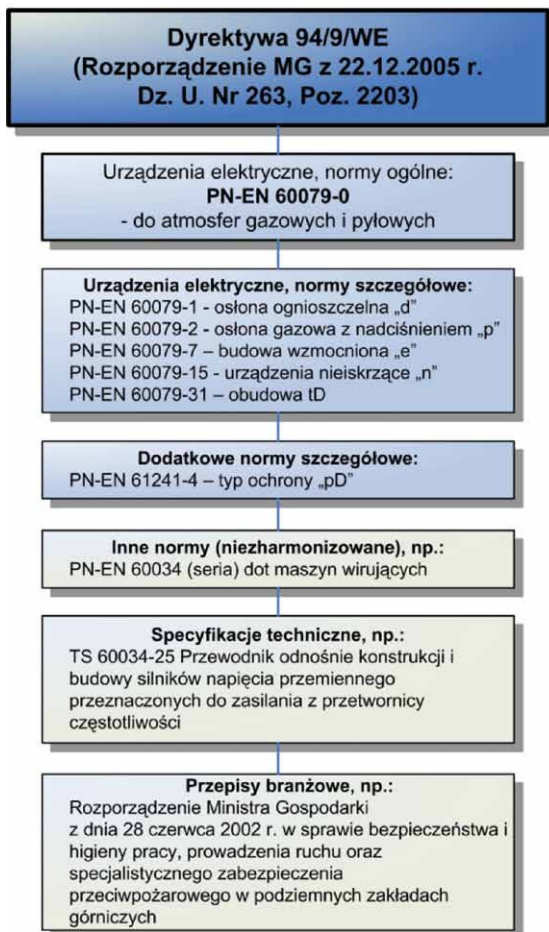 Dyrektywa 94/9/WE
(Rozporządzenie MG z 22.12.2005 r.
Dz. U. Nr 263, Poz. 2203)
Urządzenia elektryczne, normy ogólne:
PN-EN 60079-0
- do atmosfer gazowych i pyłowych
Urządzenia elektryczne, normy szczegółowe:
PN-EN 60079-1 - osłona ognioszczelna „d”
PN-EN 60079-2 - osłona gazowa z nadciśnieniem „p”
PN-EN 60079-7 – budowa wzmocniona „e”
PN-EN 60079-15 - urządzenia nieiskrzące „n”
PN-EN 60079-31 – obudowa tD
Dodatkowe normy szczegółowe:
PN-EN 61241-4 – typ ochrony „pD”
Inne normy (niezharmonizowane), np.:
PN-EN 60034 (seria) dot maszyn wirujących
Specyfikacje techniczne, np.:
TS 60034-25 Przewodnik odnośnie konstrukcji i
budowy silników napięcia przemiennego
przeznaczonych do zasilania z przetwornicy
częstotliwości
Przepisy branżowe, np.:
Rozporządzenie Ministra Gospodarki
z dnia 28 czerwca 2002 r. w sprawie bezpieczeństwa i
higieny pracy, prowadzenia ruchu oraz
specjalistycznego zabezpieczenia
przeciwpożarowego w podziemnych zakładach
górniczych